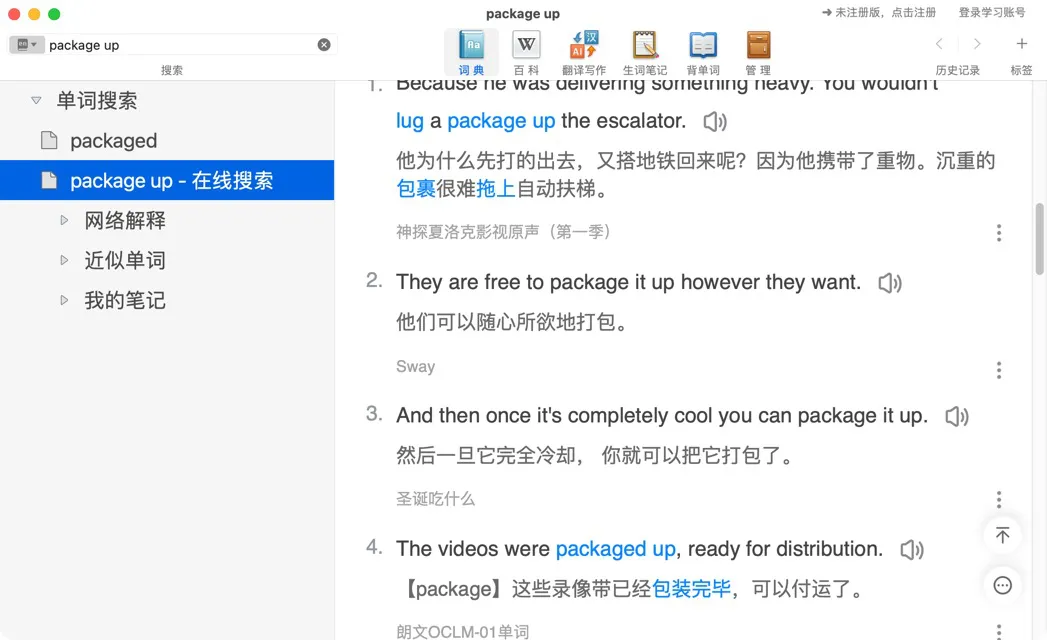 package up
➔ 未注册版，点击注册
登录学习账号
package up
搜索
词典
百科
翻译写作
生词笔记
背单词
管理
历史记录
标签
单词搜索
packaged
package up - 在线搜索
网络解释
近似单词
我的笔记
1. Because he was delivering something heavy. You wouldn't
lug a package up the escalator.
他为什么先打的出去，又搭地铁回来呢？因为他携带了重物。沉重的
包裹很难拖上自动扶梯。
神探夏洛克影视原声（第一季）
2. They are free to package it up however they want.
他们可以随心所欲地打包。
Sway
3. And then once it's completely cool you can package it up.
然后一旦它完全冷却， 你就可以把它打包了。
圣诞吃什么
4. The videos were packaged up, ready for distribution.
【package】这些录像带已经包装完毕，可以付运了。
朗文OCLM-01单词